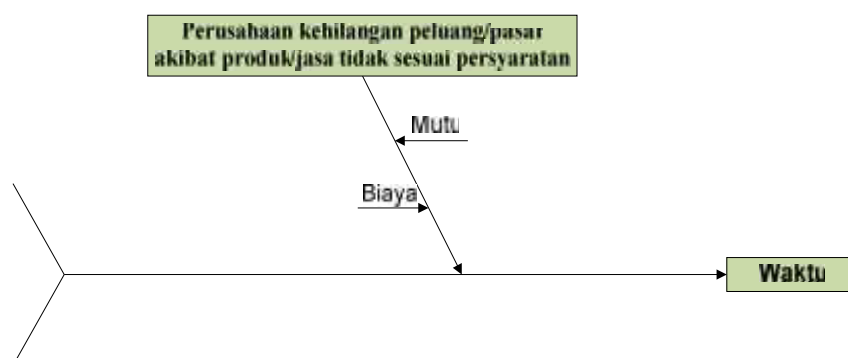 Perusahaan kehilangan peluang/pasar
akibat produk/jasa tidak sesuai persyaratan
Mutu
Biaya
Waktu